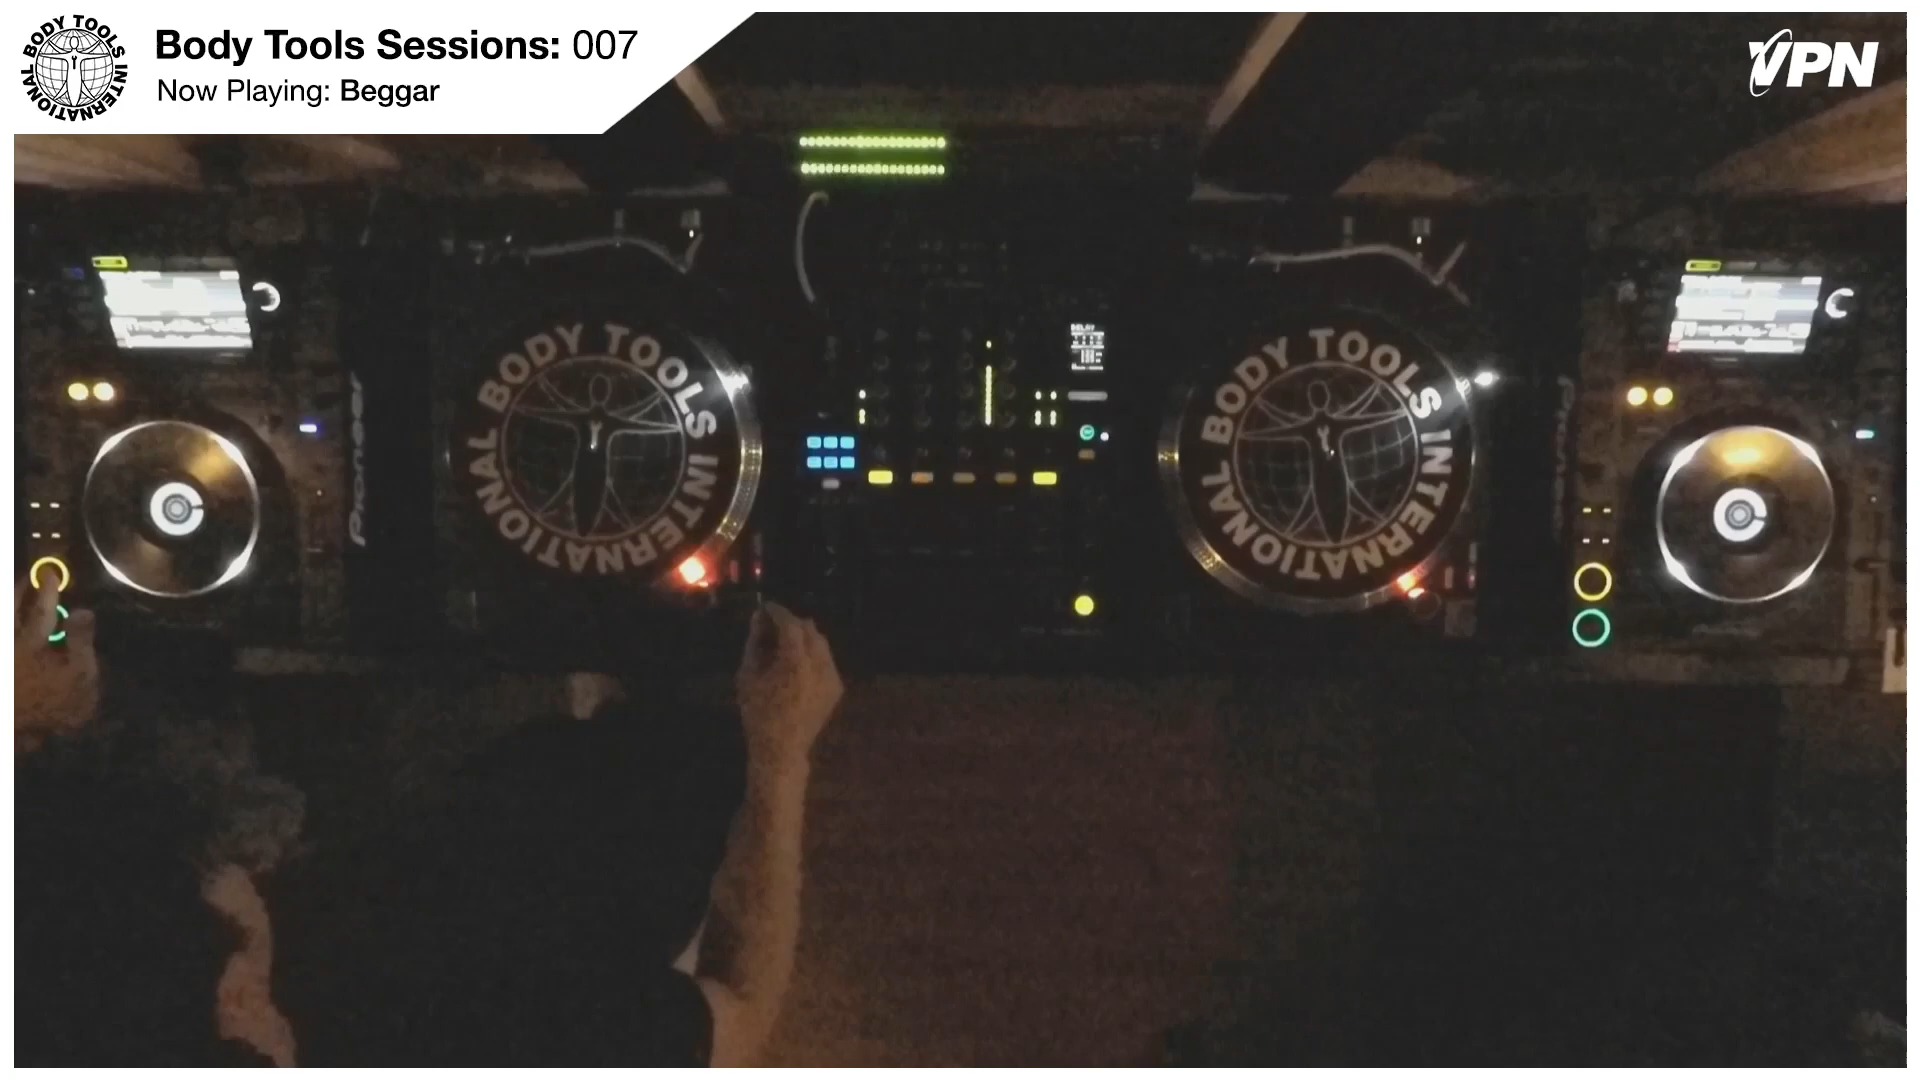 BODY TOOLS INTERNATIONAL
Body Tools Sessions: 007
Now Playing: Beggar
VPN
DELAY
Pioneer
BODY TOOLS INTERNATIONAL
BODY TOOLS INTERNATIONAL
Pioneer